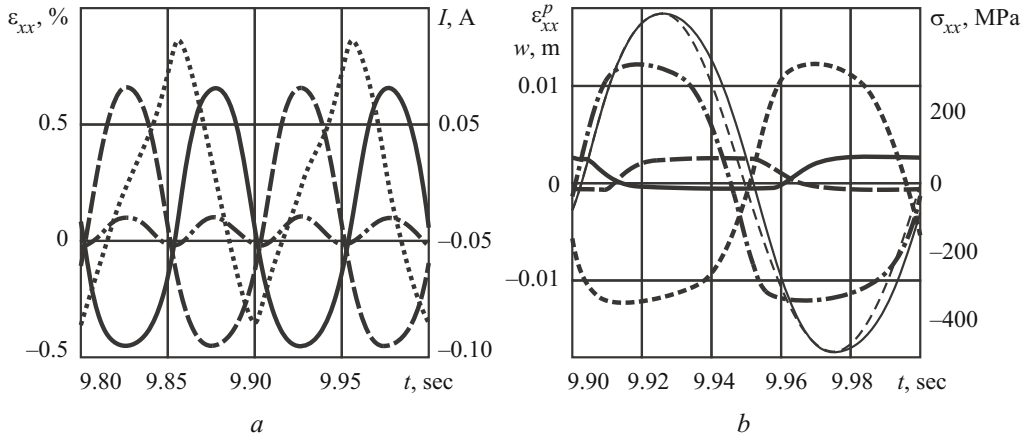 ε_xx, %
I, A
0.5
0.05
0
–0.05
–0.5
–0.10
9.80 9.85 9.90 9.95 t, sec
a
ε^p_xx
σ_xx, MPa
w, m
0.01
200
0
0
–200
–0.01
–400
9.90 9.92 9.94 9.96 9.98 t, sec
b